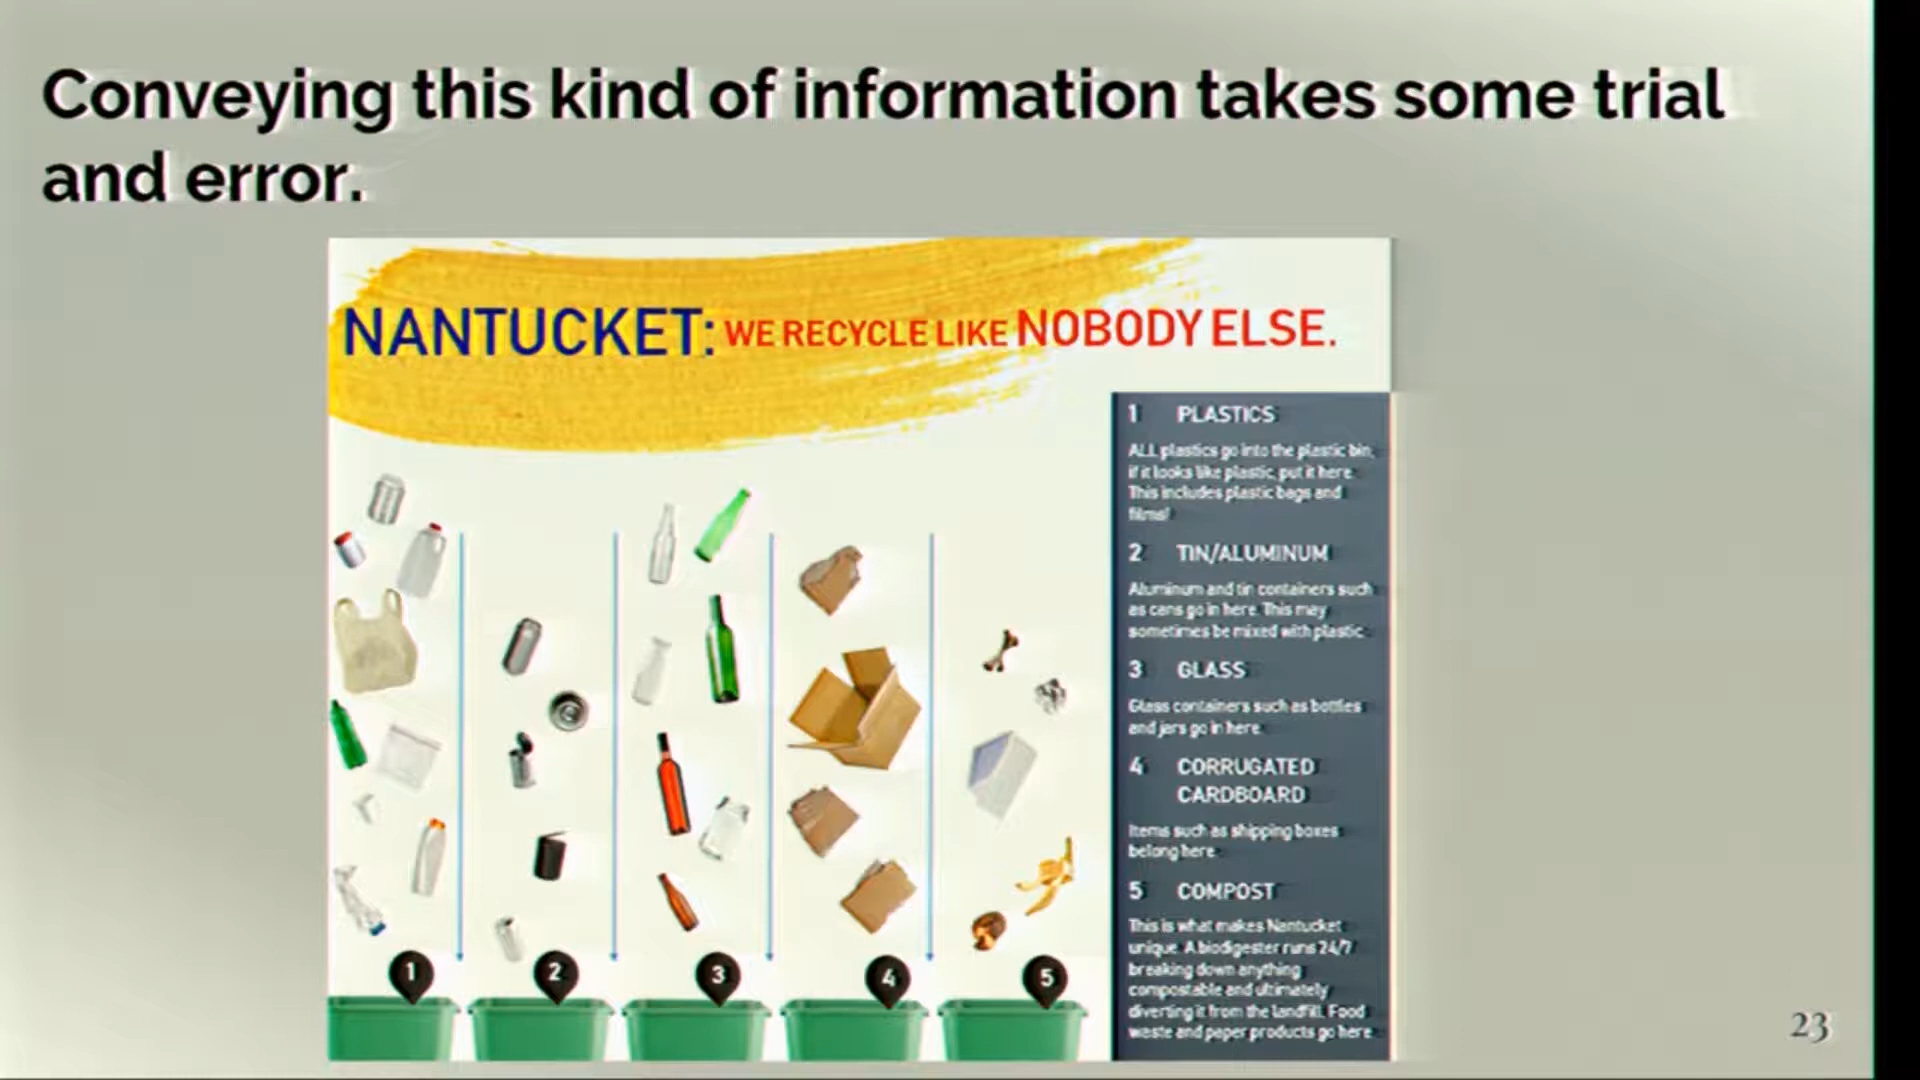 Conveying this kind of information takes some trial
and error.
NANTUCKET: WE RECYCLE LIKE NOBODY ELSE.
1 PLASTICS
ALL plastics go into the plastic bin,
if it looks like plastic, put it here.
This includes plastic bags and
films!
2 TIN/ALUMINUM
Aluminum and tin containers such
as cans go in here. This may
sometimes be mixed with plastic.
3 GLASS
Glass containers such as bottles
and jars go in here.
4 CORRUGATED
CARDBOARD
Items such as shipping boxes
belong here.
5 COMPOST
This is what makes Nantucket
unique. A biodigester runs 24/7
breaking down anything
compostable and ultimately
diverting it from the landfill. Food
waste and paper products go here.
1 2 3 4 5
23